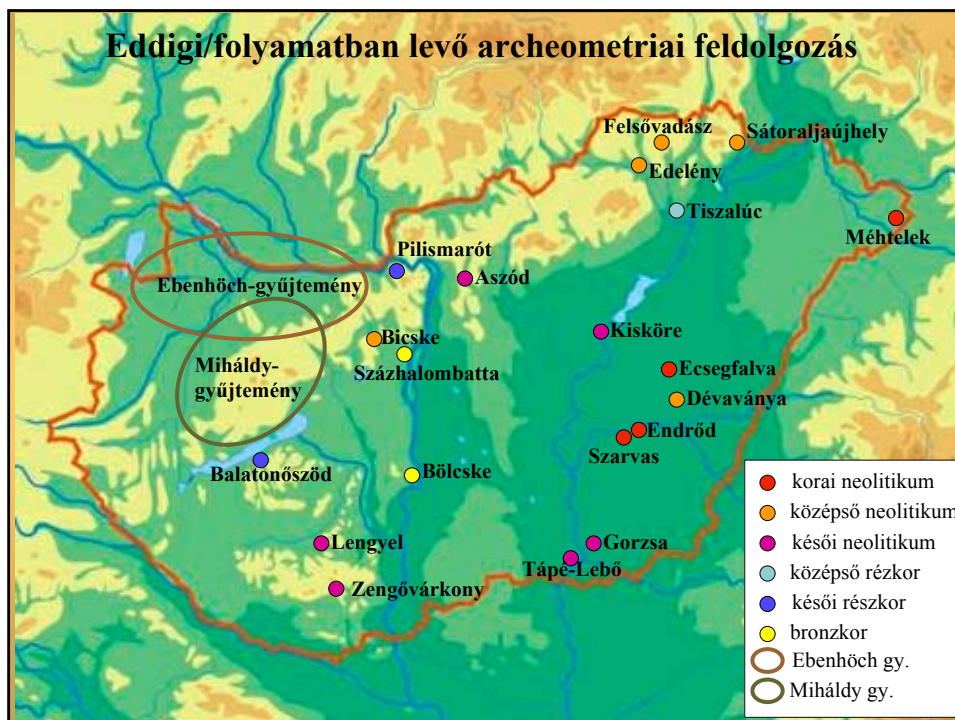 Eddigi/folyamatban levő archeometriai feldolgozás
Felsővadász
Sátoraljaújhely
Edelény
Tiszalúc
Méhtelek
Pilismarót
Ebenhöch-gyűjtemény
Aszód
Kisköre
Bicske
Százhalombatta
Miháldy-
gyűjtemény
Ecsegfalva
Dévaványa
Endrőd
Szarvas
Balatonőszöd
Bölcske
Lengyel
Gorzsa
Tápé-Lebő
Zengővárkony
korai neolitikum
középső neolitikum
késői neolitikum
középső rézkor
késői részkor
bronzkor
Ebenhöch gy.
Miháldy gy.